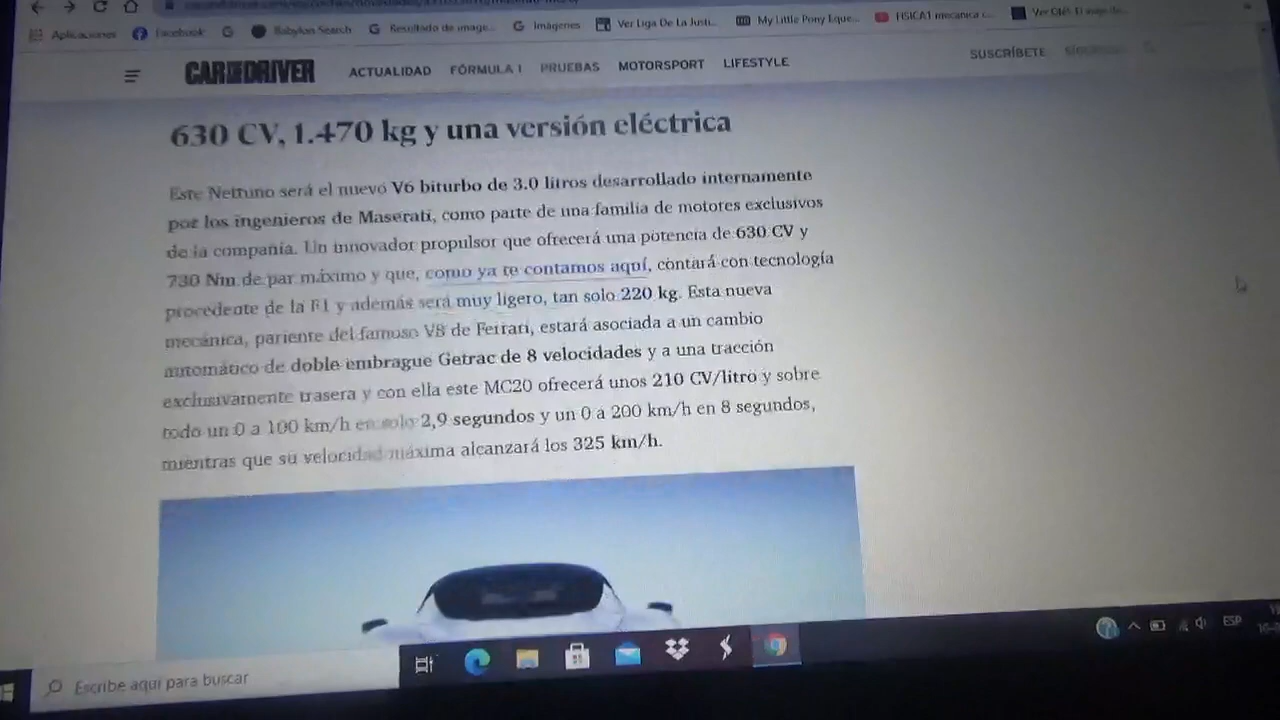 Aplicaciones Facebook Babylon Search Resultado de image... Imágenes Ver Liga De La Justi... My Little Pony Eque... FISICA1 mecanica c...
CAR AND DRIVER ACTUALIDAD FÓRMULA 1 PRUEBAS MOTORSPORT LIFESTYLE SUSCRÍBETE
630 CV, 1.470 kg y una versión eléctrica
Este Nettuno será el nuevo V6 biturbo de 3.0 litros desarrollado internamente
por los ingenieros de Maserati, como parte de una familia de motores exclusivos
de la compañía. Un innovador propulsor que ofrecerá una potencia de 630 CV y
730 Nm de par máximo y que, como ya te contamos aquí, contará con tecnología
procedente de la F1 y además será muy ligero, tan solo 220 kg. Esta nueva
mecánica, pariente del famoso V8 de Ferrari, estará asociada a un cambio
automático de doble embrague Getrac de 8 velocidades y a una tracción
exclusivamente trasera y con ella este MC20 ofrecerá unos 210 CV/litro y sobre
todo un 0 a 100 km/h en solo 2,9 segundos y un 0 a 200 km/h en 8 segundos,
mientras que su velocidad máxima alcanzará los 325 km/h.
Escribe aquí para buscar
ESP